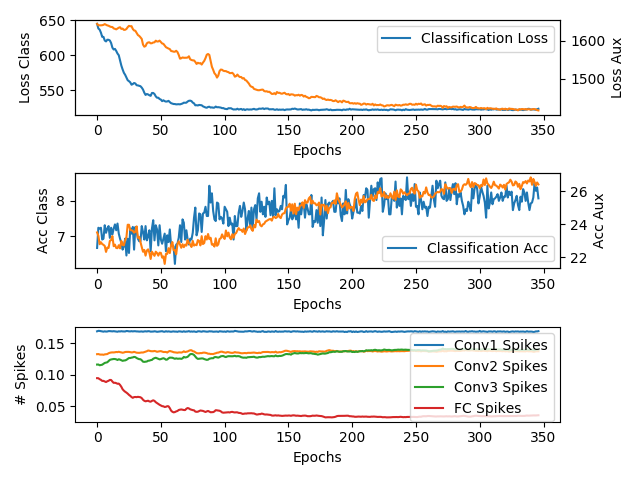 650
600
550
Loss Class
Classification Loss
1600
1500
Loss Aux
0 50 100 150 200 250 300 350
Epochs
8
7
Acc Class
Classification Acc
26
24
22
Acc Aux
0 50 100 150 200 250 300 350
Epochs
0.15
0.10
0.05
# Spikes
Conv1 Spikes
Conv2 Spikes
Conv3 Spikes
FC Spikes
0 50 100 150 200 250 300 350
Epochs